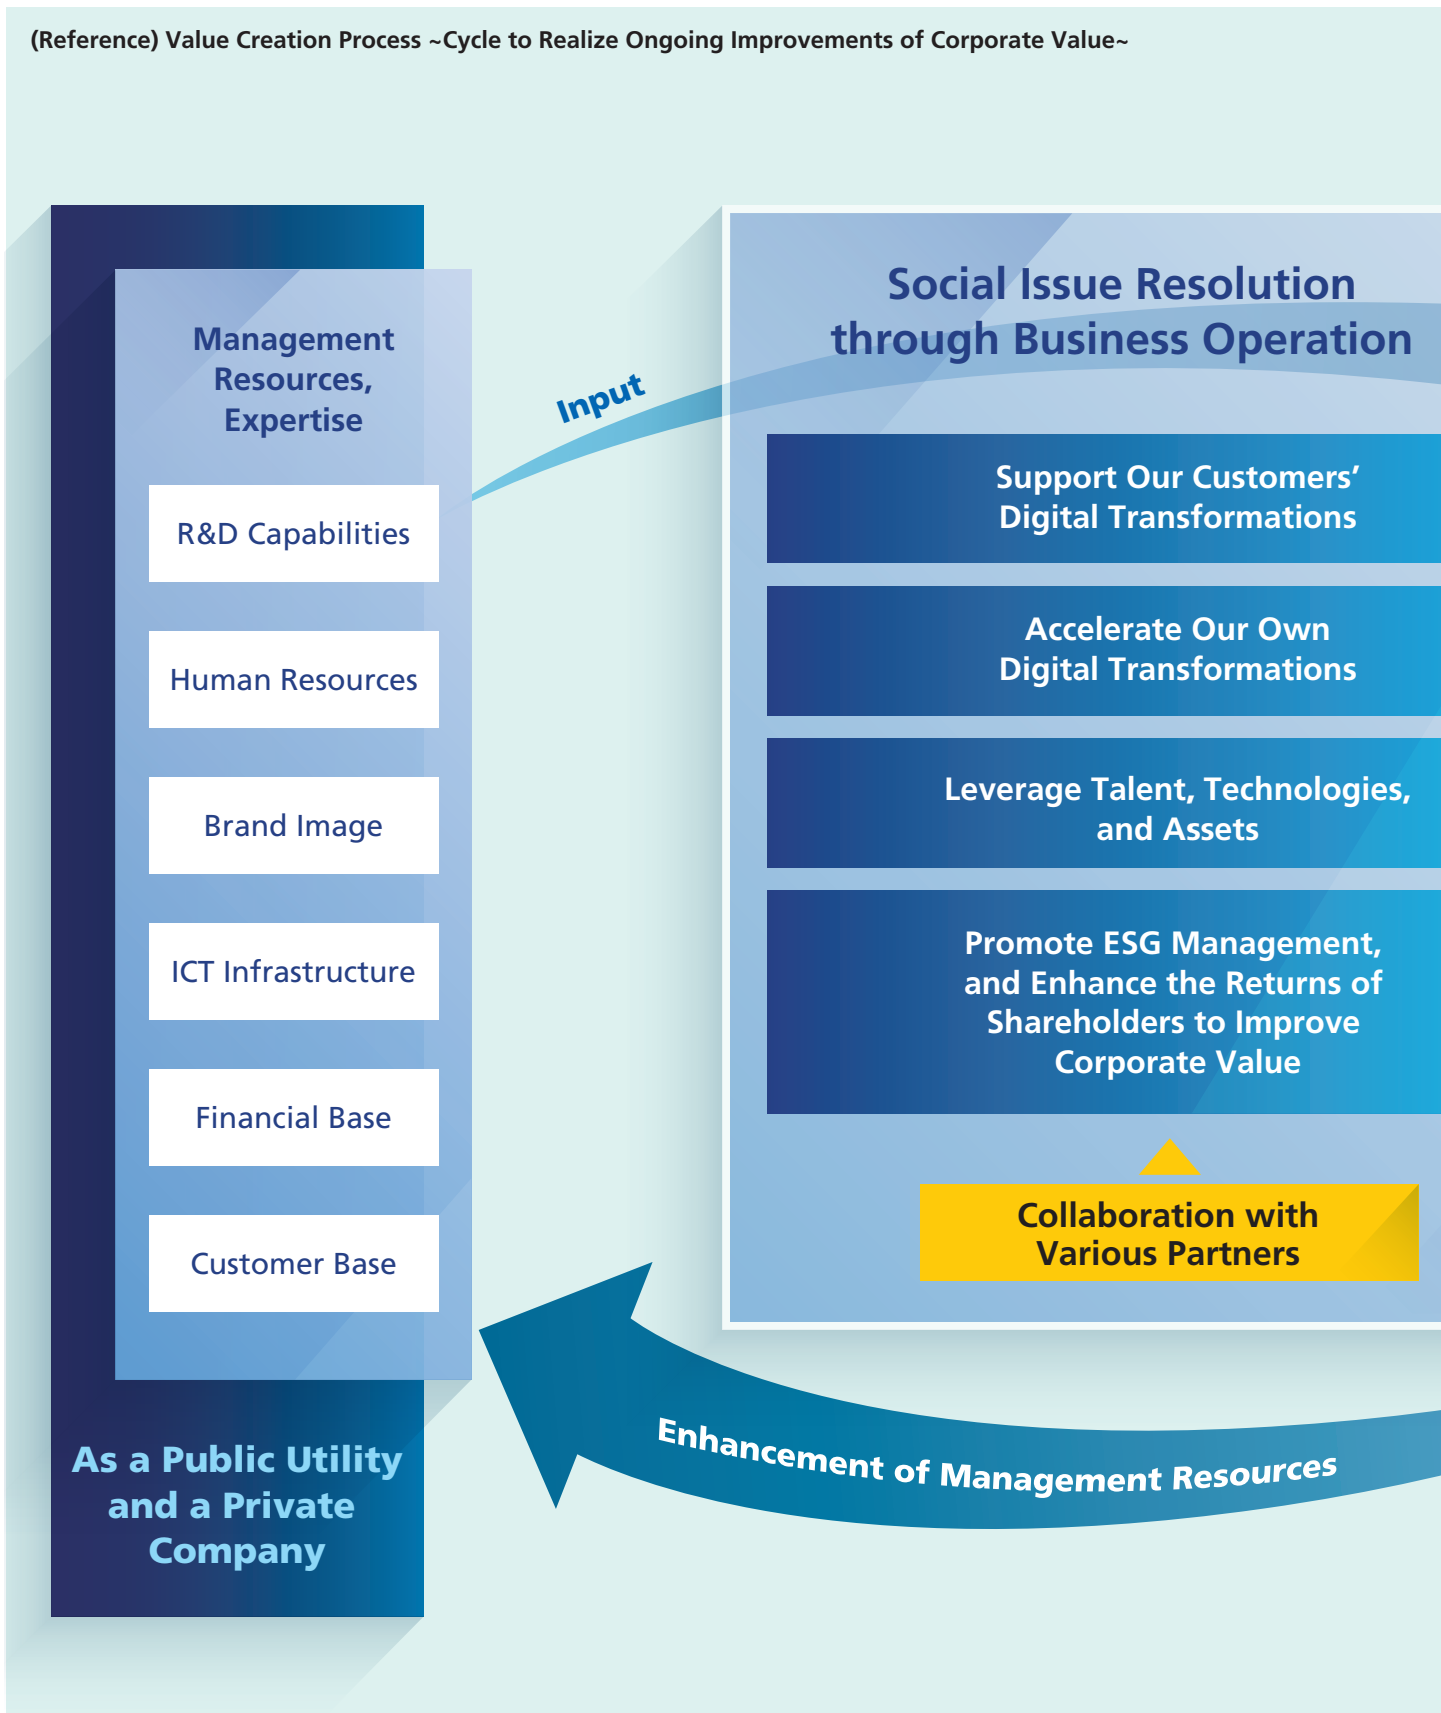 (Reference) Value Creation Process ~Cycle to Realize Ongoing Improvements of Corporate Value~
Management
Resources,
Expertise
R&D Capabilities
Human Resources
Brand Image
ICT Infrastructure
Financial Base
Customer Base
As a Public Utility
and a Private
Company
Input
Social Issue Resolution
through Business Operation
Support Our Customers’
Digital Transformations
Accelerate Our Own
Digital Transformations
Leverage Talent, Technologies,
and Assets
Promote ESG Management,
and Enhance the Returns of
Shareholders to Improve
Corporate Value
Collaboration with
Various Partners
Enhancement of Management Resources